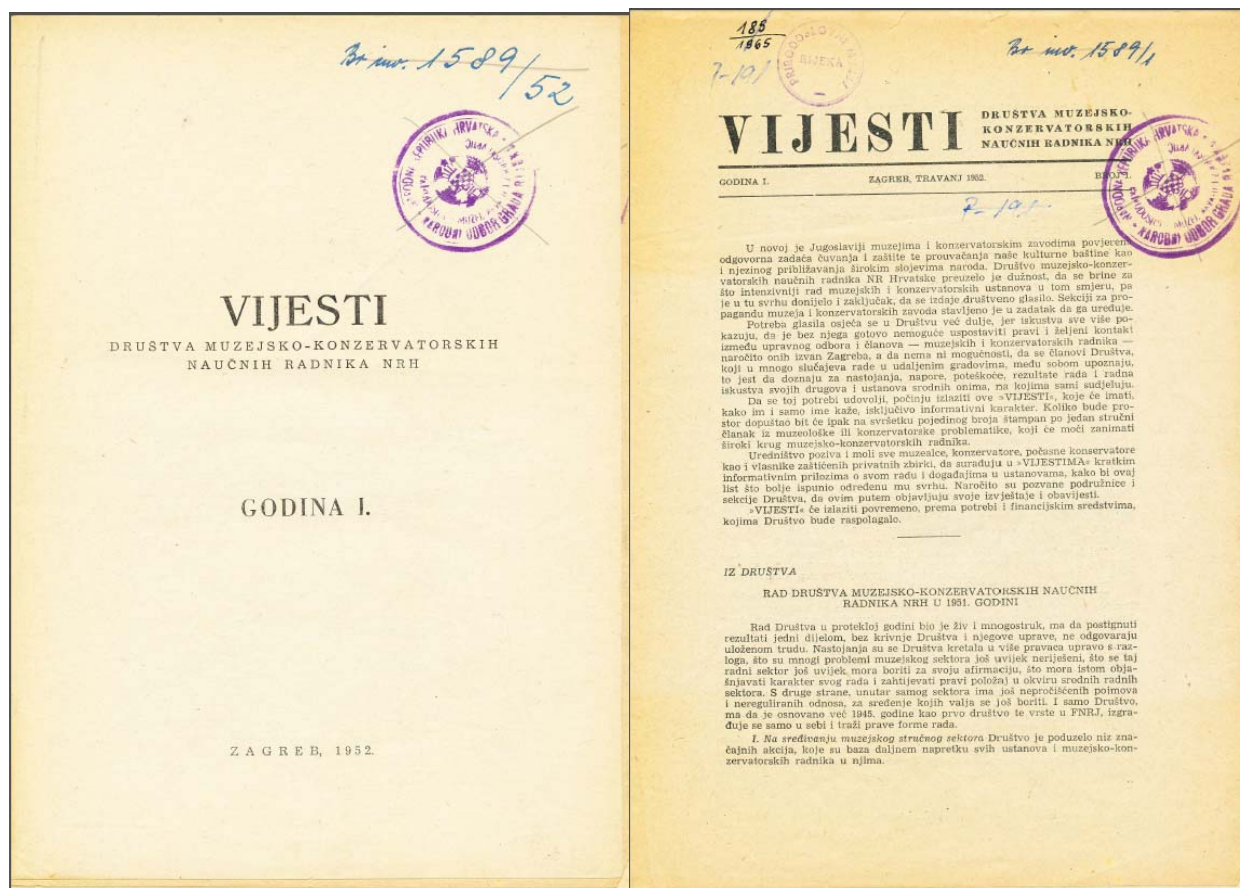 Br inv. 1589/52
VIJESTI
DRUŠTVA MUZEJSKO-KONZERVATORSKIH
NAUČNIH RADNIKA NRH
GODINA I.
ZAGREB, 1952.
183
1965
Br inv. 1589/1
PRIRODOSLOVNI MUZEJ
RIJEKA
VIJESTI
DRUŠTVA MUZEJSKO-
KONZERVATORSKIH
NAUČNIH RADNIKA NRH
GODINA I.
ZAGREB, TRAVANJ 1952.
BROJ 1.
U novoj je Jugoslaviji muzejima i konzervatorskim zavodima povjerena
odgovorna zadaća čuvanja i zaštite te proučavanja naše kulturne baštine kao
i njezinog približavanja širokim slojevima naroda. Društvo muzejsko-konzer-
vatorskih naučnih radnika NR Hrvatske preuzelo je dužnost, da se brine za
što intenzivniji rad muzejskih i konzervatorskih ustanova u tom smjeru, pa
je u tu svrhu donijelo i zaključak, da se izdaje društveno glasilo. Sekciji za pro-
pagandu muzeja i konzervatorskih zavoda stavljeno je u zadatak da ga uređuje.
Potreba glasila osjeća se u Društvu već dulje, jer iskustva sve više po-
kazuju, da je bez njega gotovo nemoguće uspostaviti pravi i željeni kontakt
između upravnog odbora i članova — muzejskih i konzervatorskih radnika —
naročito onih izvan Zagreba, a da nema ni mogućnosti, da se članovi Društva,
koji u mnogo slučajeva rade u udaljenim gradovima, među sobom upoznaju,
to jest da doznaju za nastojanja, napore, poteškoće, rezultate rada i radna
iskustva svojih drugova i ustanova srodnih onima, na kojima sami sudjeluju.
Da se toj potrebi udovolji, počinju izlaziti ove »VIJESTI«, koje će imati,
kako im i samo ime kaže, isključivo informativni karakter. Koliko bude pro-
stor dopuštao bit će ipak na svršetku pojedinog broja štampan po jedan stručni
članak iz muzeološke ili konzervatorske problematike, koji će moći zanimati
široki krug muzejsko-konzervatorskih radnika.
Uredništvo poziva i moli sve muzealce, konzervatore, počasne konservatore
kao i vlasnike zaštićenih privatnih zbirki, da surađuju u »VIJESTIMA« kratkim
informativnim prilozima o svom radu i događajima u ustanovama, kako bi ovaj
list što bolje ispunio određenu mu svrhu. Naročito su pozvane podružnice i
sekcije Društva, da ovim putem objavljuju svoje izvještaje i obavijesti.
»VIJESTI« će izlaziti povremeno, prema potrebi i financijskim sredstvima,
kojima Društvo bude raspolagalo.
IZ DRUŠTVA
RAD DRUŠTVA MUZEJSKO-KONZERVATORSKIH NAUČNIH
RADNIKA NRH U 1951. GODINI
Rad Društva u protekloj godini bio je živ i mnogostruk, ma da postignuti
rezultati jedni dijelom, bez krivnje Društva i njegove uprave, ne odgovaraju
uloženom trudu. Nastojanja su se Društva kretala u više pravaca upravo s raz-
loga, što su mnogi problemi muzejskog sektora još uvijek neriješeni, što se taj
radni sektor još uvijek mora boriti za svoju afirmaciju, što mora istom obja-
šnjavati karakter svog rada i zahtijevati pravi položaj u okviru srednih radnih
sektora. S druge strane, unutar samog sektora ima još nepročišćenih pojmova
i nereguliranih odnosa, za sređenje kojih valja se još boriti. I samo Društvo,
ma da je osnovano već 1945. godine kao prvo društvo te vrste u FNRJ, izgra-
đuje se samo u sebi i traži prave forme rada.
I. Na sređivanju muzejskog stručnog sektora Društvo je poduzelo niz zna-
čajnih akcija, koje su baza daljnem napretku svih ustanova i muzejsko-kon-
zervatorskih radnika u njima.